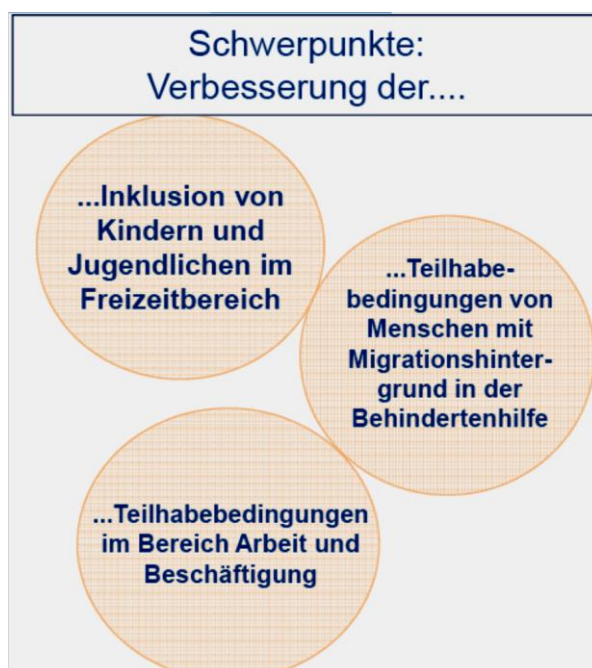 Schwerpunkte:
Verbesserung der....
...Inklusion von
Kindern und
Jugendlichen im
Freizeitbereich
...Teilhabe-
bedingungen von
Menschen mit
Migrationshinter-
grund in der
Behindertenhilfe
...Teilhabebedingungen
im Bereich Arbeit und
Beschäftigung